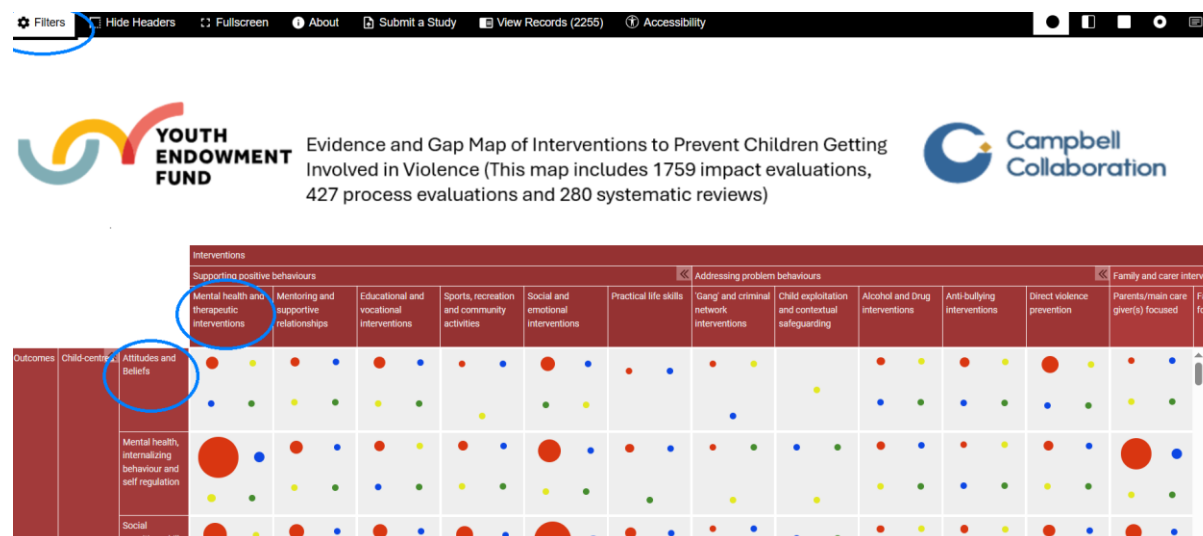 Filters
Hide Headers
Fullscreen
About
Submit a Study
View Records (2255)
Accessibility
YOUTH
ENDOWMENT
FUND
Evidence and Gap Map of Interventions to Prevent Children Getting
Involved in Violence (This map includes 1759 impact evaluations,
427 process evaluations and 280 systematic reviews)
Campbell
Collaboration
Interventions
Supporting positive behaviours
Addressing problem behaviours
Family and carer
Mental health and
therapeutic
interventions
Mentoring and
supportive
relationships
Educational and
vocational
interventions
Sports, recreation
and community
activities
Social and
emotional
interventions
Practical life skills
'Gang' and criminal
network
interventions
Child exploitation
and contextual
safeguarding
Alcohol and Drug
interventions
Anti-bullying
interventions
Direct violence
prevention
Parents/main care
giver(s) focused
Outcomes
Attitudes and
Beliefs
Mental health,
internalizing
behaviour and
self regulation
Social